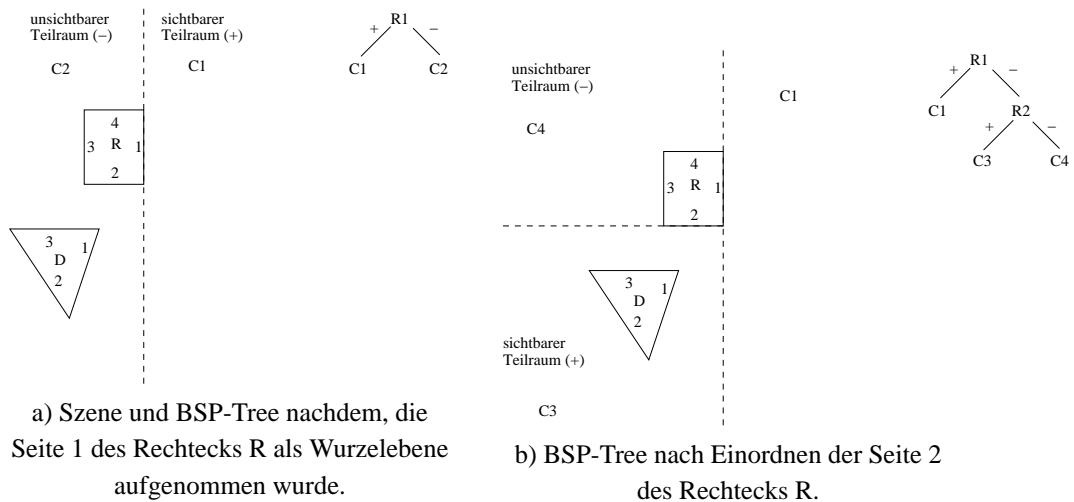 unsichtbarer
Teilraum (−)
sichtbarer
Teilraum (+)
R1
+
−
C2
C1
C1
C2
4
3
R
1
2
3
1
D
2
a) Szene und BSP-Tree nachdem, die
Seite 1 des Rechtecks R als Wurzelebene
aufgenommen wurde.
unsichtbarer
Teilraum (−)
R1
+
−
C1
C1
R2
C4
+
−
C3
C4
4
3
R
1
2
3
1
D
2
sichtbarer
Teilraum (+)
C3
b) BSP-Tree nach Einordnen der Seite 2
des Rechtecks R.